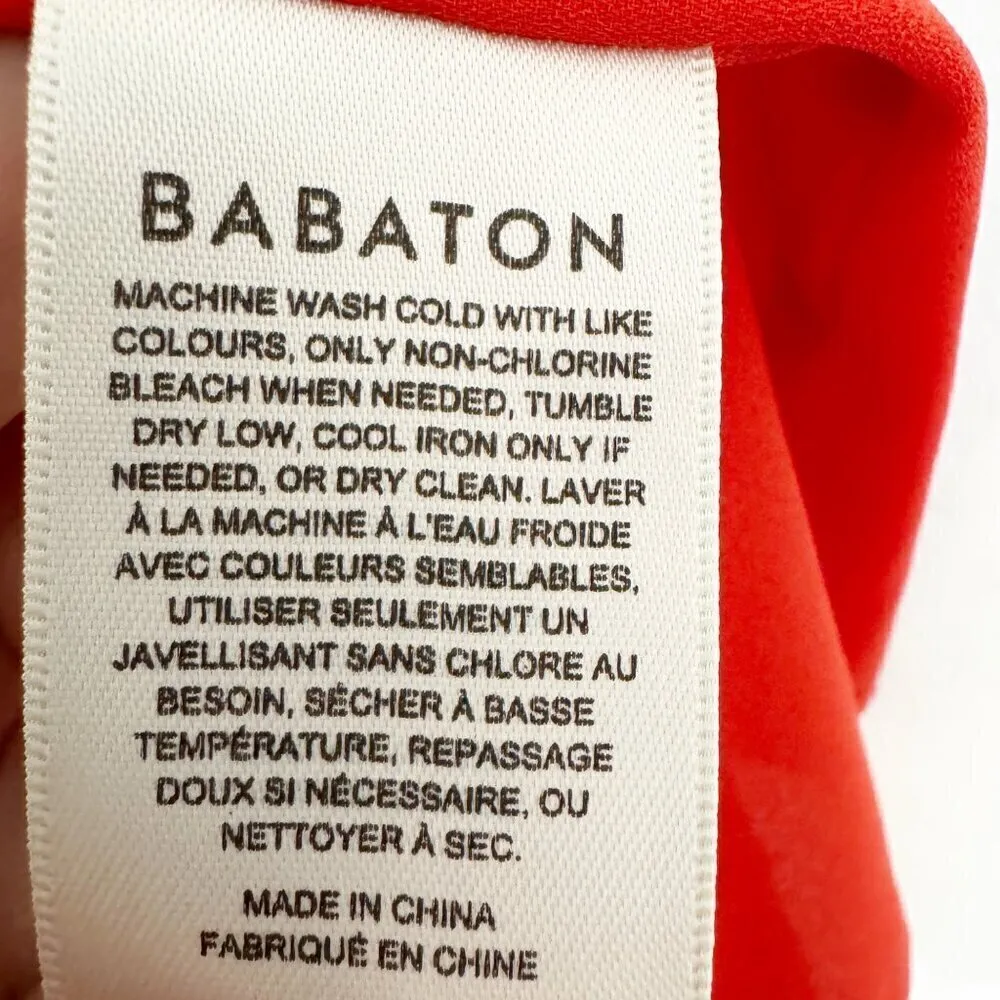 BABATON
MACHINE WASH COLD WITH LIKE
COLOURS, ONLY NON-CHLORINE
BLEACH WHEN NEEDED, TUMBLE
DRY LOW, COOL IRON ONLY IF
NEEDED, OR DRY CLEAN. LAVER
À LA MACHINE À L'EAU FROIDE
AVEC COULEURS SEMBLABLES,
UTILISER SEULEMENT UN
JAVELLISANT SANS CHLORE AU
BESOIN, SÉCHER À BASSE
TEMPÉRATURE, REPASSAGE
DOUX SI NÉCESSAIRE, OU
NETTOYER À SEC.
MADE IN CHINA
FABRIQUÉ EN CHINE